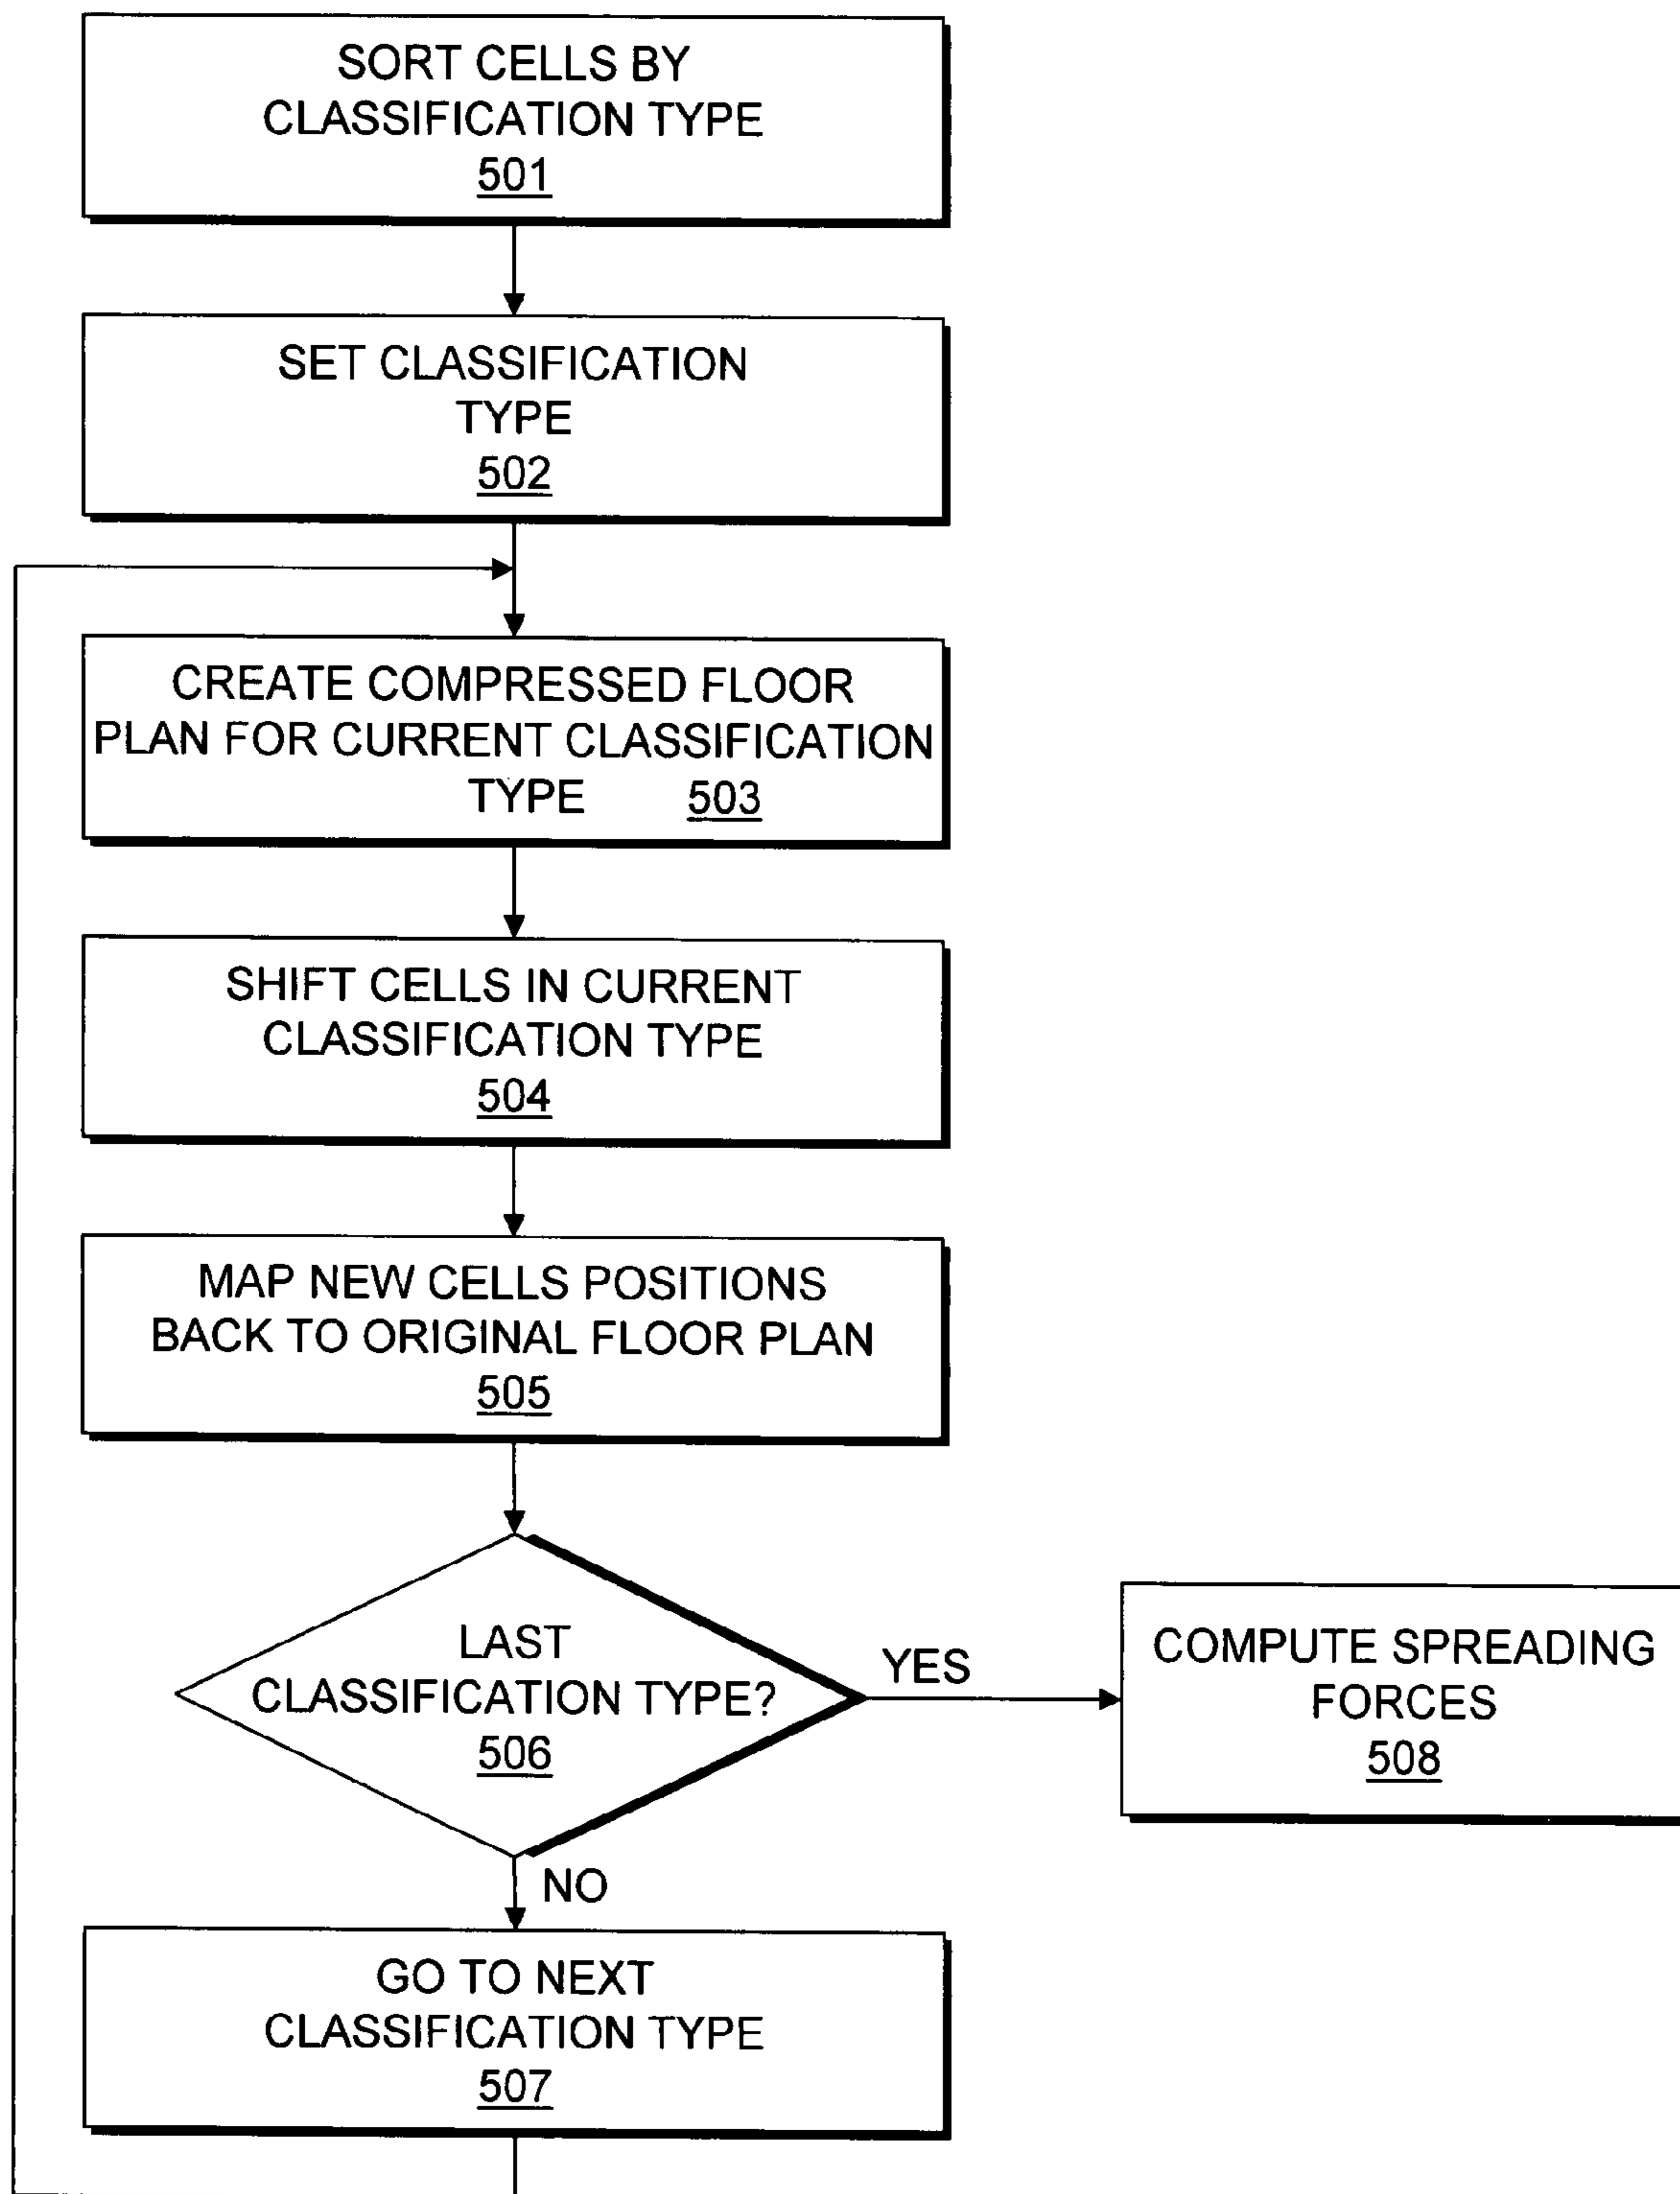 SORT CELLS BY
CLASSIFICATION TYPE
501
SET CLASSIFICATION
TYPE
502
CREATE COMPRESSED FLOOR
PLAN FOR CURRENT CLASSIFICATION
TYPE 503
SHIFT CELLS IN CURRENT
CLASSIFICATION TYPE
504
MAP NEW CELLS POSITIONS
BACK TO ORIGINAL FLOOR PLAN
505
LAST
CLASSIFICATION TYPE?
506
YES
COMPUTE SPREADING
FORCES
508
NO
GO TO NEXT
CLASSIFICATION TYPE
507